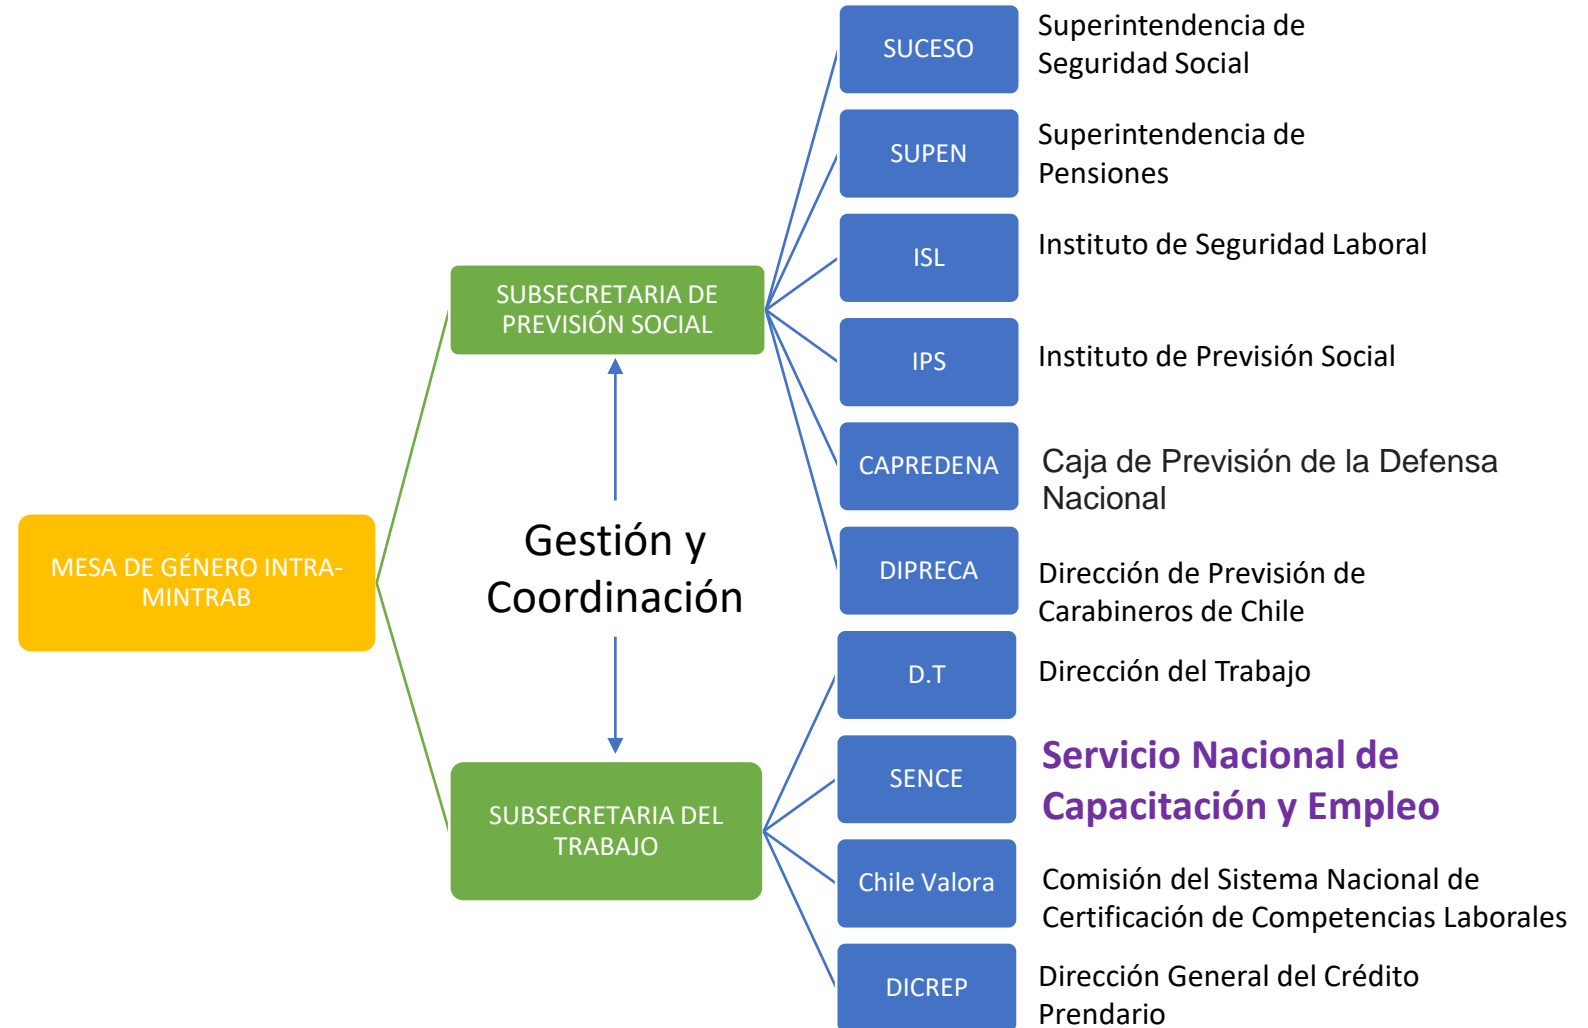 SUCESO
Superintendencia de
Seguridad Social
SUPEN
Superintendencia de
Pensiones
ISL
Instituto de Seguridad Laboral
SUBSECRETARIA DE
PREVISIÓN SOCIAL
IPS
Instituto de Previsión Social
CAPREDENA
Caja de Previsión de la Defensa
Nacional
MESA DE GÉNERO INTRA-
MINTRAB
Gestión y
Coordinación
DIPRECA
Dirección de Previsión de
Carabineros de Chile
D.T
Dirección del Trabajo
SENCE
Servicio Nacional de
Capacitación y Empleo
SUBSECRETARIA DEL
TRABAJO
Chile Valora
Comisión del Sistema Nacional de
Certificación de Competencias Laborales
DICREP
Dirección General del Crédito
Prendario